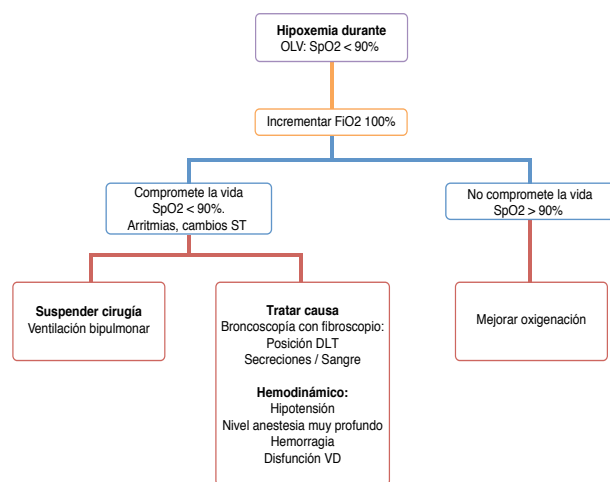 Hipoxemia durante
OLV: SpO2 < 90%
Incrementar FiO2 100%
Compromete la vida
SpO2 < 90%.
Arritmias, cambios ST
No compromete la vida
SpO2 > 90%
Suspender cirugía
Ventilación bipulmonar
Tratar causa
Broncoscopía con fibroscopio:
Posición DLT
Secreciones / Sangre
Hemodinámico:
Hipotensión
Nivel anestesia muy profundo
Hemorragia
Disfunción VD
Mejorar oxigenación